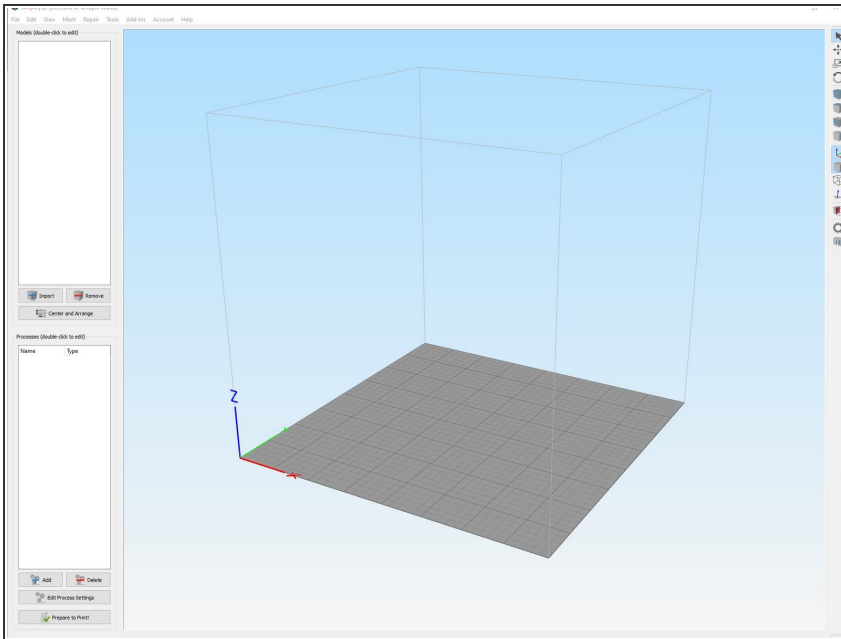 File Edit View Mesh Repair Tools Add-Ins Account Help
Models (double-click to edit)
Import Remove
Center and Arrange
Processes (double-click to edit)
Name Type
Z
X
Add Delete
Edit Process Settings
Prepare to Print!